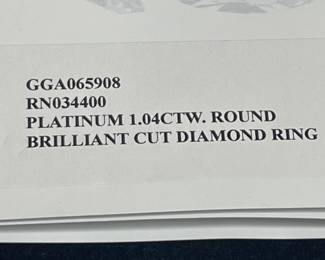 GGA065908
RN034400
PLATINUM 1.04CTW. ROUND
BRILLIANT CUT DIAMOND RING